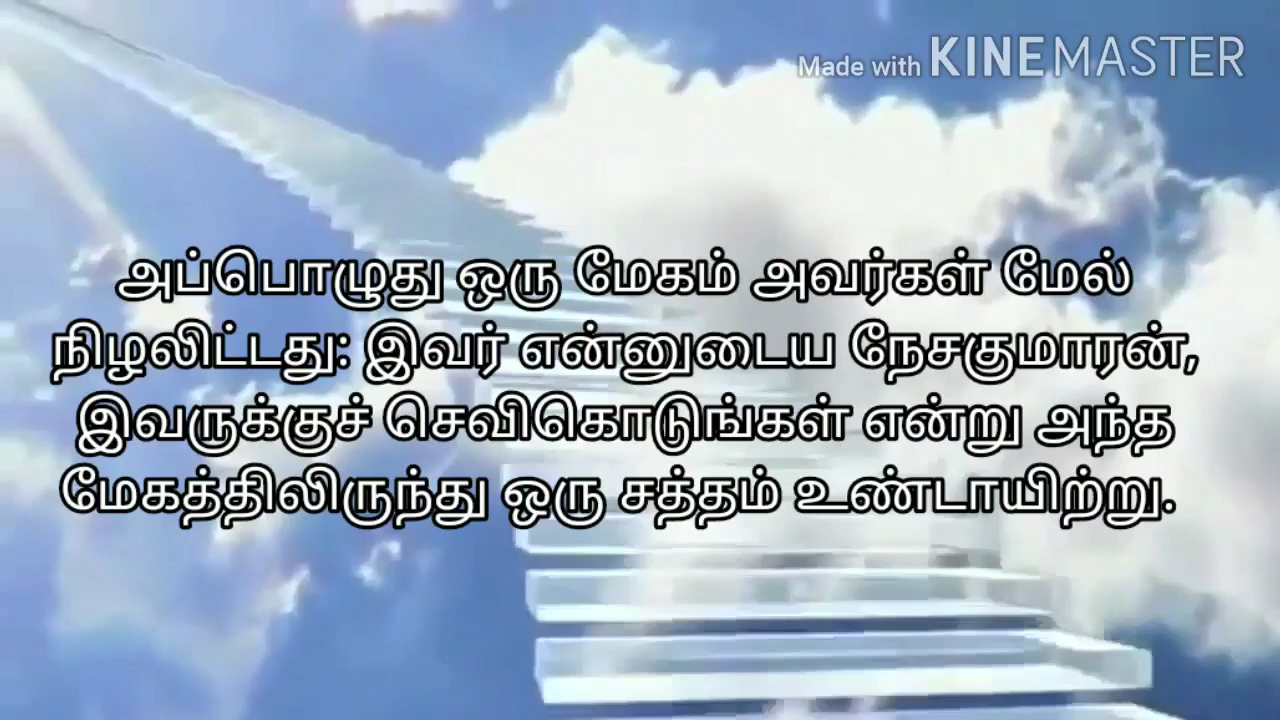 Made with KINEMASTER
அப்பொழுது ஒரு மேகம் அவர்கள் மேல்
நிழலிட்டது: இவர் என்னுடைய நேசகுமாரன்,
இவருக்குச் செவிகொடுங்கள் என்று அந்த
மேகத்திலிருந்து ஒரு சத்தம் உண்டாயிற்று.